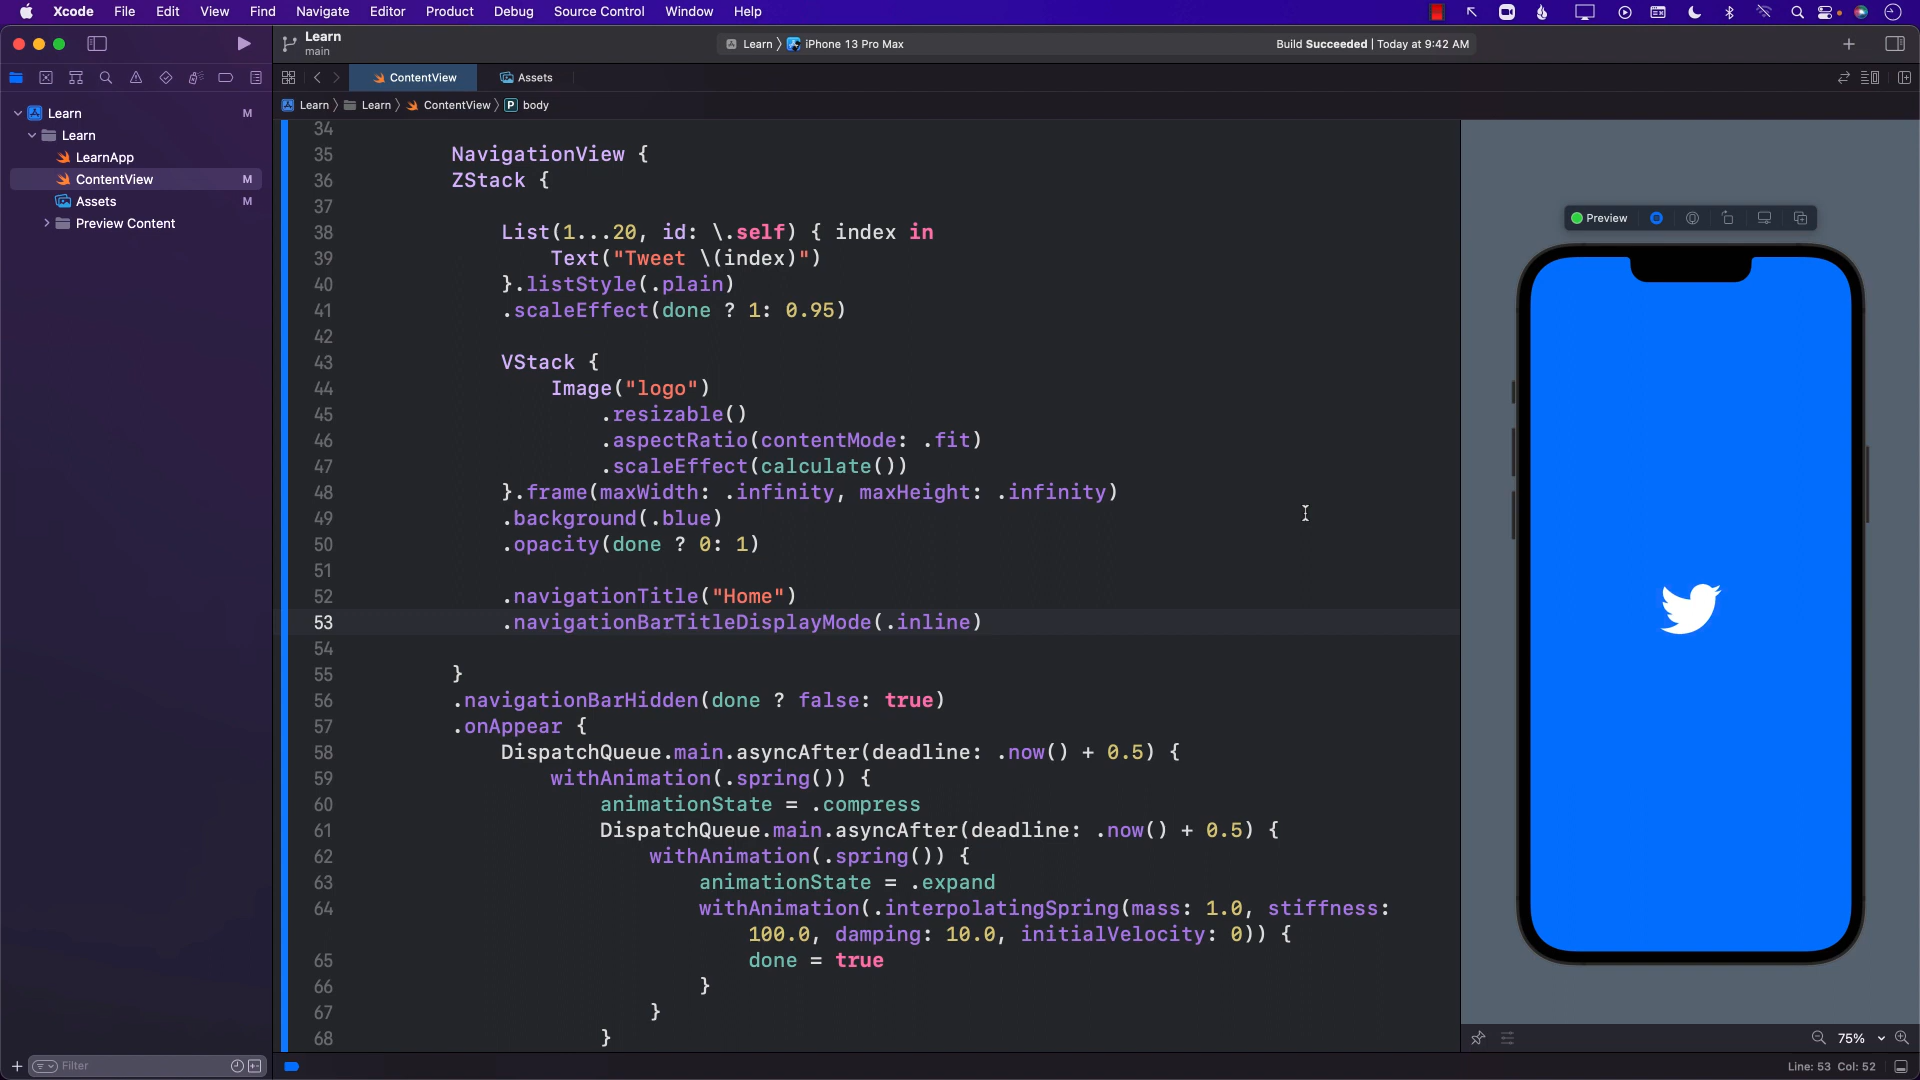 Xcode File Edit View Find Navigate Editor Product Debug Source Control Window Help
Learn
main
Learn iPhone 13 Pro Max
Build Succeeded | Today at 9:42 AM
ContentView
Assets
Learn Learn ContentView P body
Learn M
Learn
LearnApp
ContentView M
Assets M
Preview Content
34
35 NavigationView {
36 ZStack {
37
38 List(1...20, id: \.self) { index in
39 Text("Tweet \(index)")
40 }.listStyle(.plain)
41 .scaleEffect(done ? 1: 0.95)
42
43 VStack {
44 Image("logo")
45 .resizable()
46 .aspectRatio(contentMode: .fit)
47 .scaleEffect(calculate())
48 }.frame(maxWidth: .infinity, maxHeight: .infinity)
49 .background(.blue)
50 .opacity(done ? 0: 1)
51
52 .navigationTitle("Home")
53 .navigationBarTitleDisplayMode(.inline)
54
55 }
56 .navigationBarHidden(done ? false: true)
57 .onAppear {
58 DispatchQueue.main.asyncAfter(deadline: .now() + 0.5) {
59 withAnimation(.spring()) {
60 animationState = .compress
61 DispatchQueue.main.asyncAfter(deadline: .now() + 0.5) {
62 withAnimation(.spring()) {
63 animationState = .expand
64 withAnimation(.interpolatingSpring(mass: 1.0, stiffness:
100.0, damping: 10.0, initialVelocity: 0)) {
65 done = true
66 }
67 }
68 }
Preview
75%
Filter
Line: 53 Col: 52